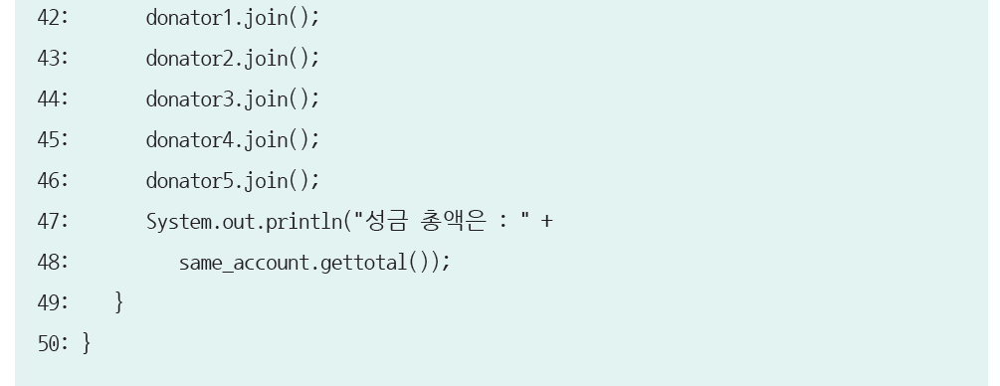 42:       donator1.join();
43:       donator2.join();
44:       donator3.join();
45:       donator4.join();
46:       donator5.join();
47:       System.out.println("성금 총액은 : " +
48:          same_account.gettotal());
49:    }
50: }